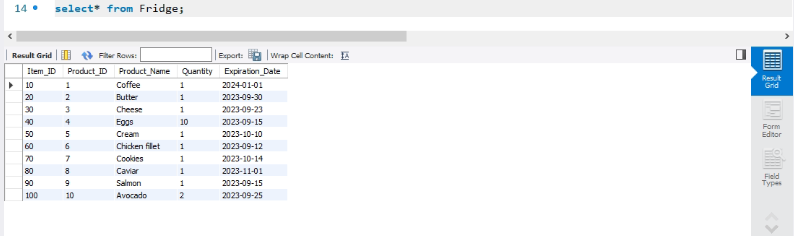 14 select* from Fridge;
Result Grid Filter Rows: Export: Wrap Cell Content:
Item_ID Product_ID Product_Name Quantity Expiration_Date
10 1 Coffee 1 2024-01-01
20 2 Butter 1 2023-09-30
30 3 Cheese 1 2023-09-23
40 4 Eggs 10 2023-09-15
50 5 Cream 1 2023-10-10
60 6 Chicken fillet 1 2023-09-12
70 7 Cookies 1 2023-10-14
80 8 Caviar 1 2023-11-01
90 9 Salmon 1 2023-09-15
100 10 Avocado 2 2023-09-25
Result
Grid
Form
Editor
Field
Types